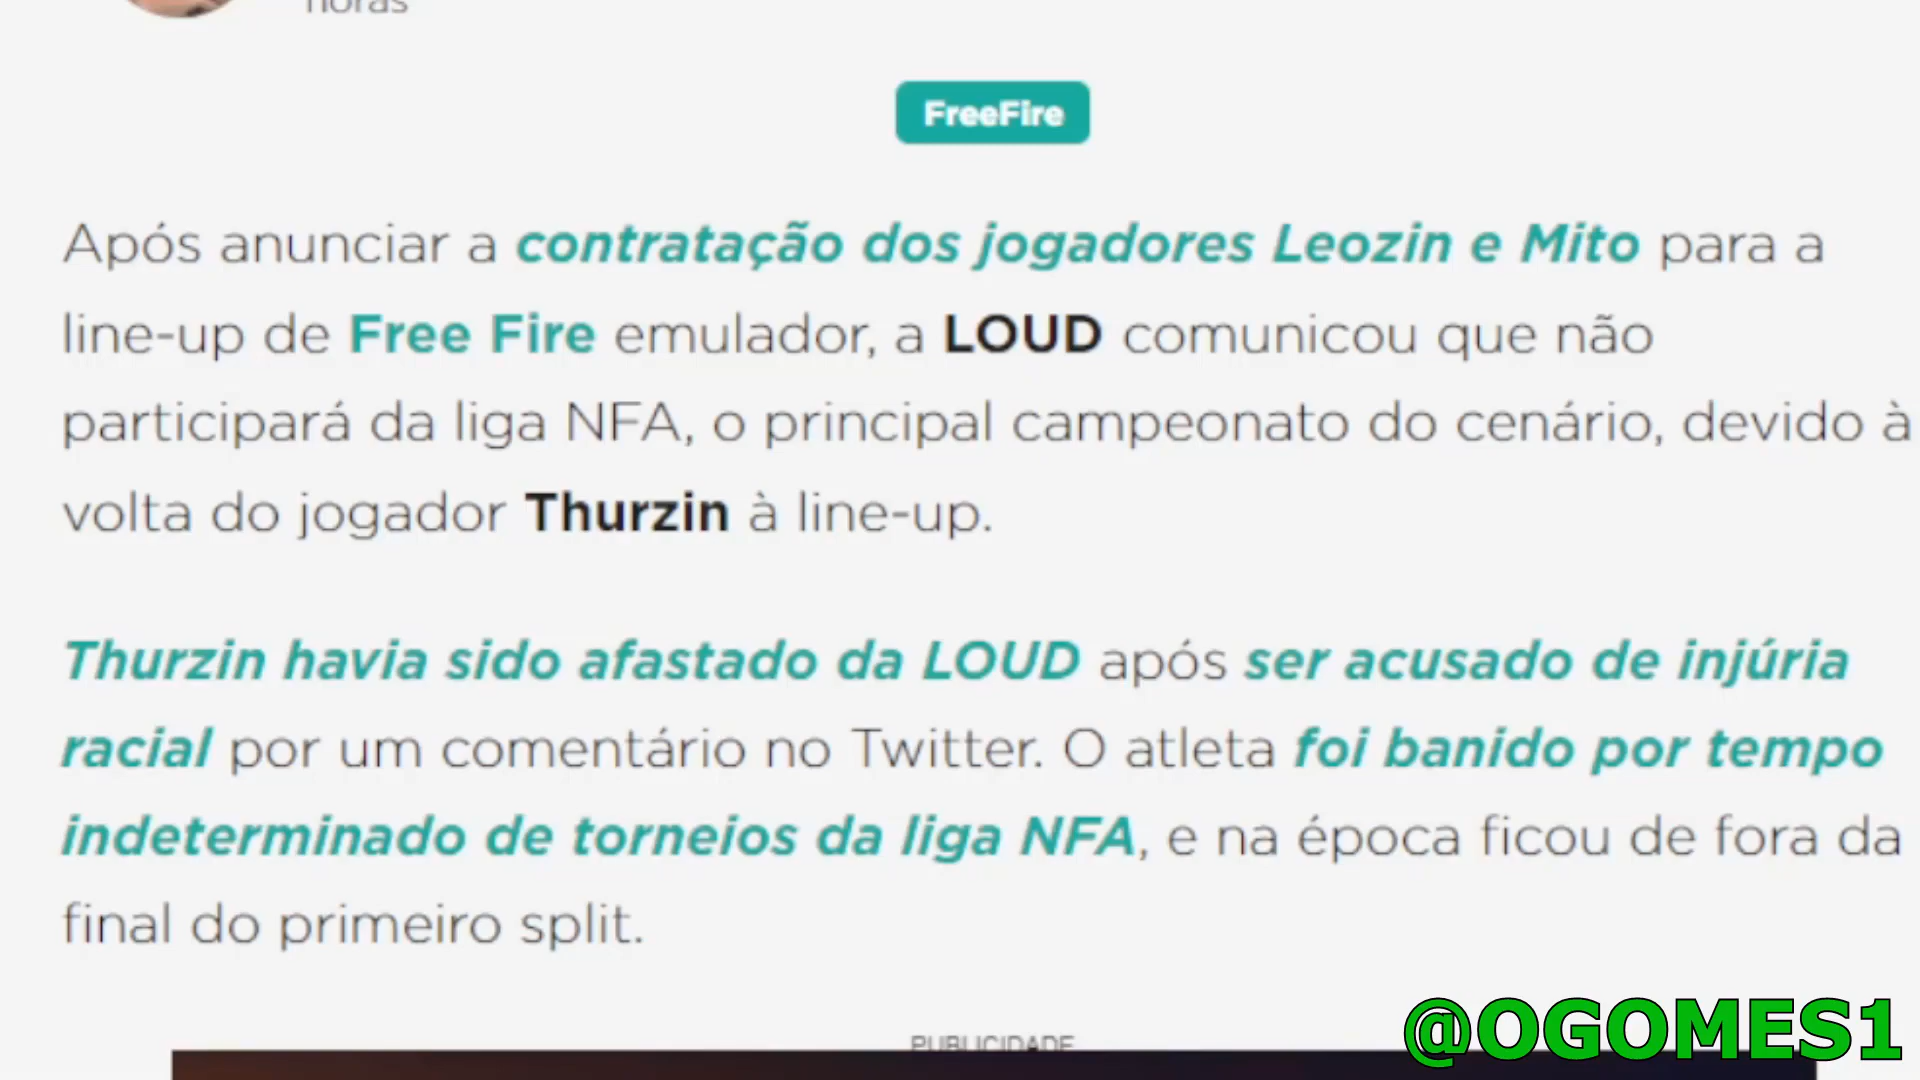 horas
FreeFire
Após anunciar a contratação dos jogadores Leozin e Mito para a
line-up de Free Fire emulador, a LOUD comunicou que não
participará da liga NFA, o principal campeonato do cenário, devido à
volta do jogador Thurzin à line-up.
Thurzin havia sido afastado da LOUD após ser acusado de injúria
racial por um comentário no Twitter. O atleta foi banido por tempo
indeterminado de torneios da liga NFA, e na época ficou de fora da
final do primeiro split.
PUBLICIDADE
@OGOMES1